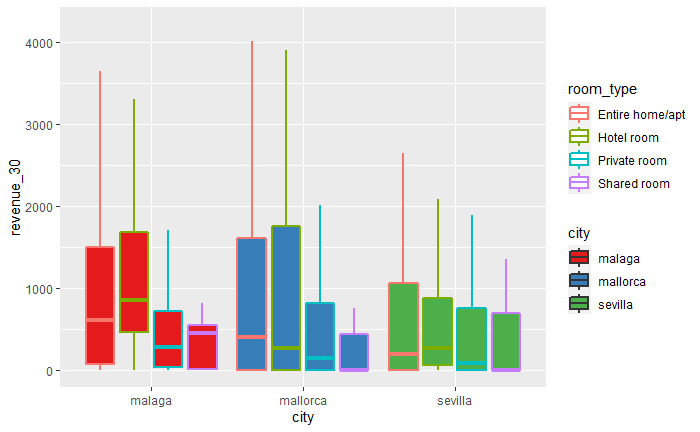 revenue_30
4000
3000
2000
1000
0
malaga
mallorca
sevilla
city
room_type
Entire home/apt
Hotel room
Private room
Shared room
city
malaga
mallorca
sevilla